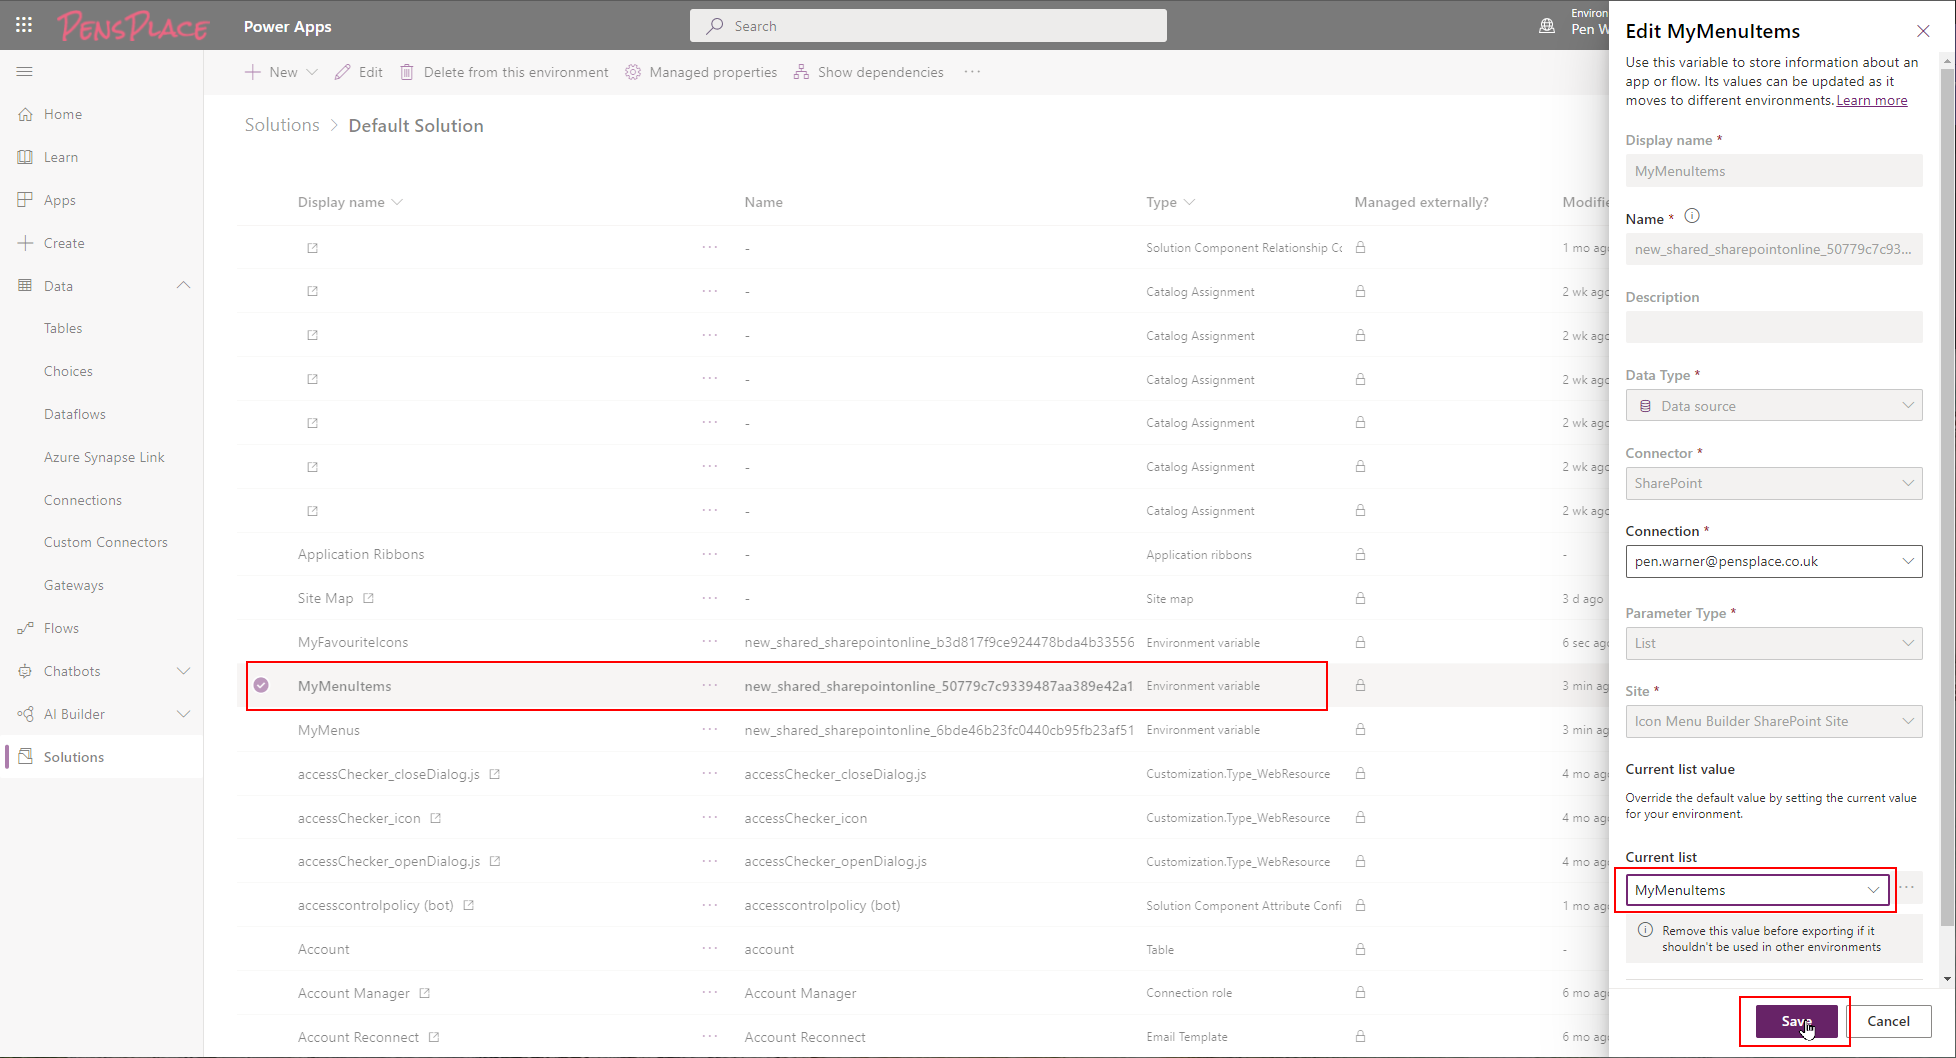 PENSPLACE
Power Apps
Search
Environ
Pen W
New
Edit
Delete from this environment
Managed properties
Show dependencies
Home
Learn
Apps
Create
Data
Tables
Choices
Dataflows
Azure Synapse Link
Connections
Custom Connectors
Gateways
Flows
Chatbots
AI Builder
Solutions
Solutions > Default Solution
Display name Name Type Managed externally? Modifie
- Solution Component Relationship Co 1 mo ago
- Catalog Assignment 2 wk ago
- Catalog Assignment 2 wk ago
- Catalog Assignment 2 wk ago
- Catalog Assignment 2 wk ago
- Catalog Assignment 2 wk ago
- Catalog Assignment 2 wk ago
Application Ribbons - Application ribbons -
Site Map - Site map 3 d ago
MyFavouriteIcons new_shared_sharepointonline_b3d817f9ce924478bda4b33556 Environment variable 6 sec ago
MyMenuItems new_shared_sharepointonline_50779c7c9339487aa389e42a1 Environment variable 3 min ag
MyMenus new_shared_sharepointonline_6bde46b23fc0440cb95fb23af51 Environment variable 3 min ag
accessChecker_closeDialog.js accessChecker_closeDialog.js Customization.Type_WebResource 4 mo ago
accessChecker_icon accessChecker_icon Customization.Type_WebResource 4 mo ago
accessChecker_openDialog.js accessChecker_openDialog.js Customization.Type_WebResource 4 mo ago
accesscontrolpolicy (bot) accesscontrolpolicy (bot) Solution Component Attribute Confi 1 mo ago
Account account Table -
Account Manager Account Manager Connection role 6 mo ago
Account Reconnect Account Reconnect Email Template 6 mo ago
Edit MyMenuItems
Use this variable to store information about an
app or flow. Its values can be updated as it
moves to different environments. Learn more
Display name *
MyMenuItems
Name *
new_shared_sharepointonline_50779c7c93...
Description
Data Type *
Data source
Connector *
SharePoint
Connection *
pen.warner@pensplace.co.uk
Parameter Type *
List
Site *
Icon Menu Builder SharePoint Site
Current list value
Override the default value by setting the current value
for your environment.
Current list
MyMenuItems
Remove this value before exporting if it
shouldn't be used in other environments
Save
Cancel